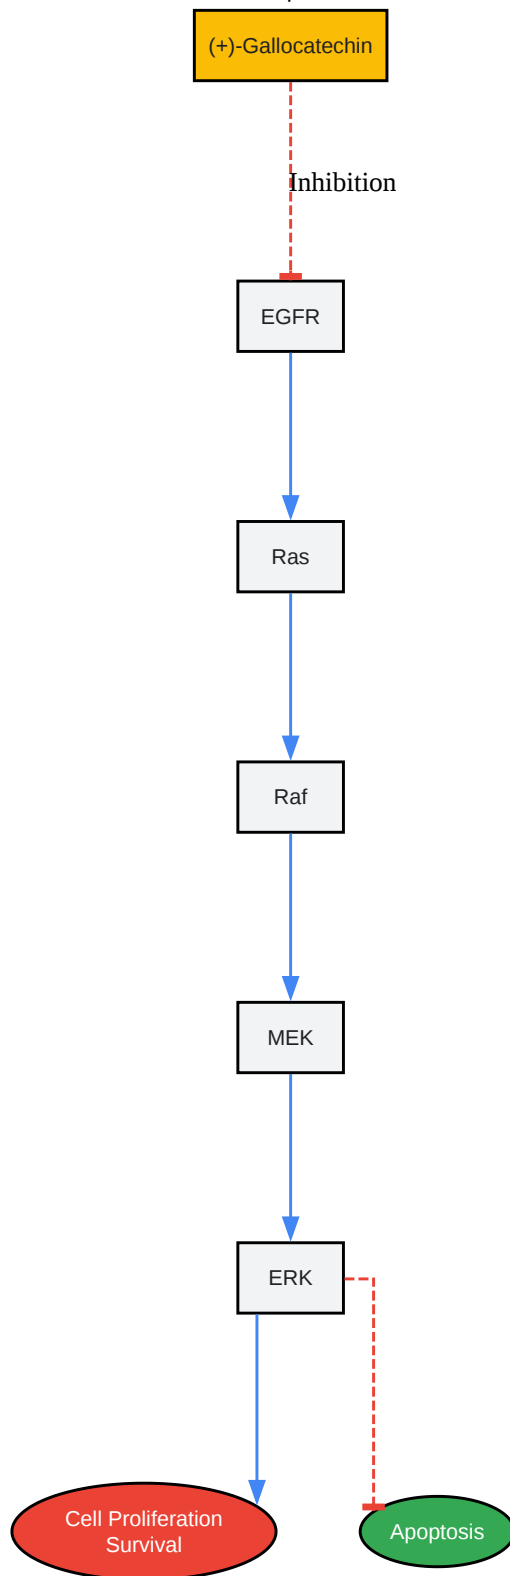 (+)-Gallocatechin
Inhibition
EGFR
Ras
Raf
MEK
ERK
Cell Proliferation
Survival
Apoptosis